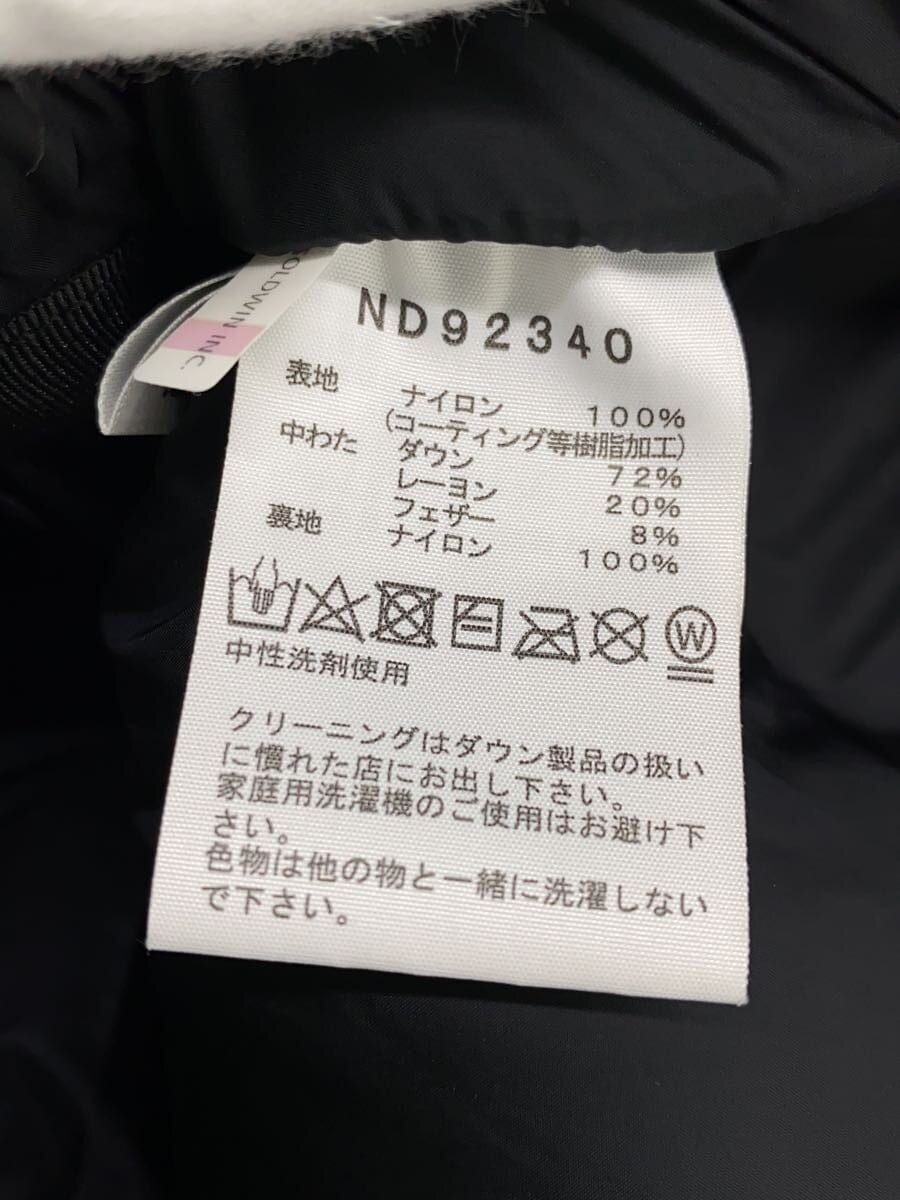 OLDWIN INC.
ND92340
表地 ナイロン 100%
(コーティング等樹脂加工)
中わた ダウン 72%
レーヨン 20%
フェザー 8%
裏地 ナイロン 100%
W
中性洗剤使用
クリーニングはダウン製品の扱い
に慣れた店にお出し下さい。
家庭用洗濯機のご使用はお避け下
さい。
色物は他の物と一緒に洗濯しない
で下さい。